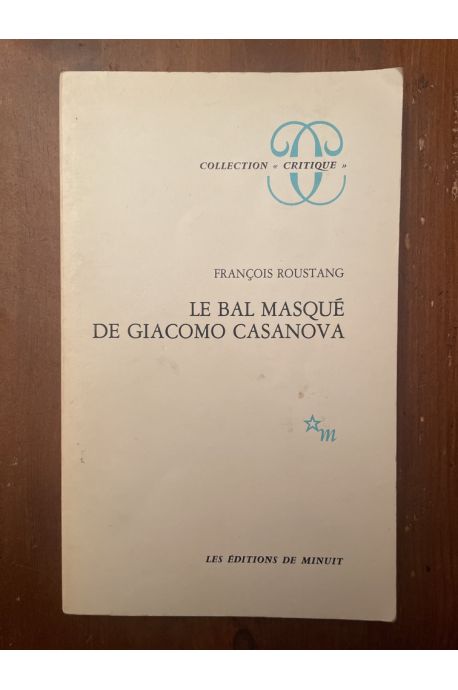 COLLECTION « CRITIQUE »
FRANÇOIS ROUSTANG
LE BAL MASQUÉ
DE GIACOMO CASANOVA
m
LES ÉDITIONS DE MINUIT